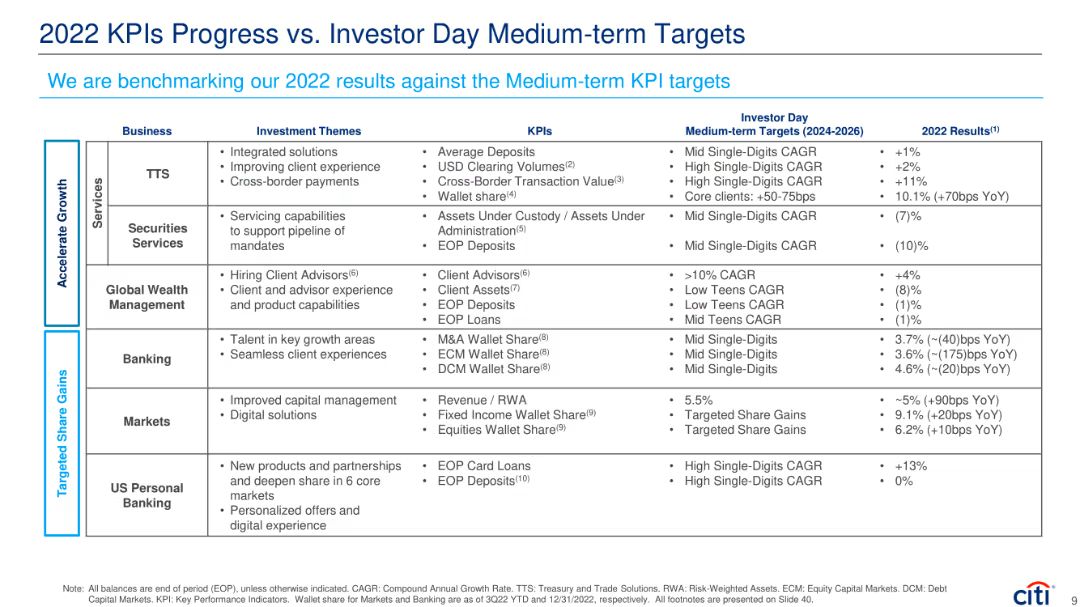 2022 KPIs Progress vs. Investor Day Medium-term Targets
We are benchmarking our 2022 results against the Medium-term KPI targets
Business
Investment Themes
KPIs
Investor Day
Medium-term Targets (2024-2026)
2022 Results(1)
Accelerate Growth
Services
TTS
• Integrated solutions
• Improving client experience
• Cross-border payments
• Average Deposits
• USD Clearing Volumes(2)
• Cross-Border Transaction Value(3)
• Wallet share(4)
• Mid Single-Digits CAGR
• High Single-Digits CAGR
• High Single-Digits CAGR
• Core clients: +50-75bps
• +1%
• +2%
• +11%
• 10.1% (+70bps YoY)
Securities
Services
• Servicing capabilities
to support pipeline of
mandates
• Assets Under Custody / Assets Under
Administration(5)
• EOP Deposits
• Mid Single-Digits CAGR
• Mid Single-Digits CAGR
• (7)%
• (10)%
Global Wealth
Management
• Hiring Client Advisors(6)
• Client and advisor experience
and product capabilities
• Client Advisors(6)
• Client Assets(7)
• EOP Deposits
• EOP Loans
• >10% CAGR
• Low Teens CAGR
• Low Teens CAGR
• Mid Teens CAGR
• +4%
• (8)%
• (1)%
• (1)%
Targeted Share Gains
Banking
• Talent in key growth areas
• Seamless client experiences
• M&A Wallet Share(8)
• ECM Wallet Share(8)
• DCM Wallet Share(8)
• Mid Single-Digits
• Mid Single-Digits
• Mid Single-Digits
• 3.7% (~(40)bps YoY)
• 3.6% (~(175)bps YoY)
• 4.6% (~(20)bps YoY)
Markets
• Improved capital management
• Digital solutions
• Revenue / RWA
• Fixed Income Wallet Share(9)
• Equities Wallet Share(9)
• 5.5%
• Targeted Share Gains
• Targeted Share Gains
• ~5% (+90bps YoY)
• 9.1% (+20bps YoY)
• 6.2% (+10bps YoY)
US Personal
Banking
• New products and partnerships
and deepen share in 6 core
markets
• Personalized offers and
digital experience
• EOP Card Loans
• EOP Deposits(10)
• High Single-Digits CAGR
• High Single-Digits CAGR
• +13%
• 0%
Note: All balances are end of period (EOP), unless otherwise indicated. CAGR: Compound Annual Growth Rate. TTS: Treasury and Trade Solutions. RWA: Risk-Weighted Assets. ECM: Equity Capital Markets. DCM: Debt
Capital Markets. KPI: Key Performance Indicators. Wallet share for Markets and Banking are as of 3Q22 YTD and 12/31/2022, respectively. All footnotes are presented on Slide 40.
citi
9